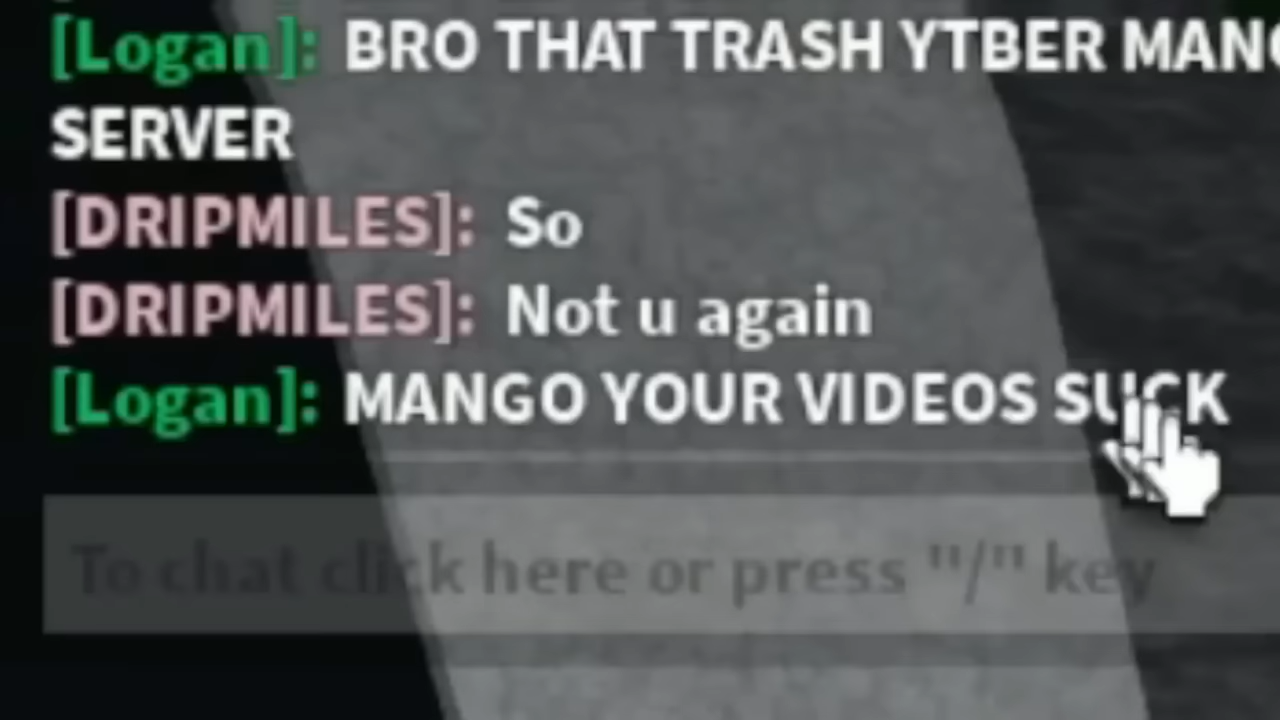 [Logan]: BRO THAT TRASH YTBER
SERVER
[DRIPMILES]: So
[DRIPMILES]: Not u again
[Logan]: MANGO YOUR VIDEOS SUCK
To chat click here or press "/" key